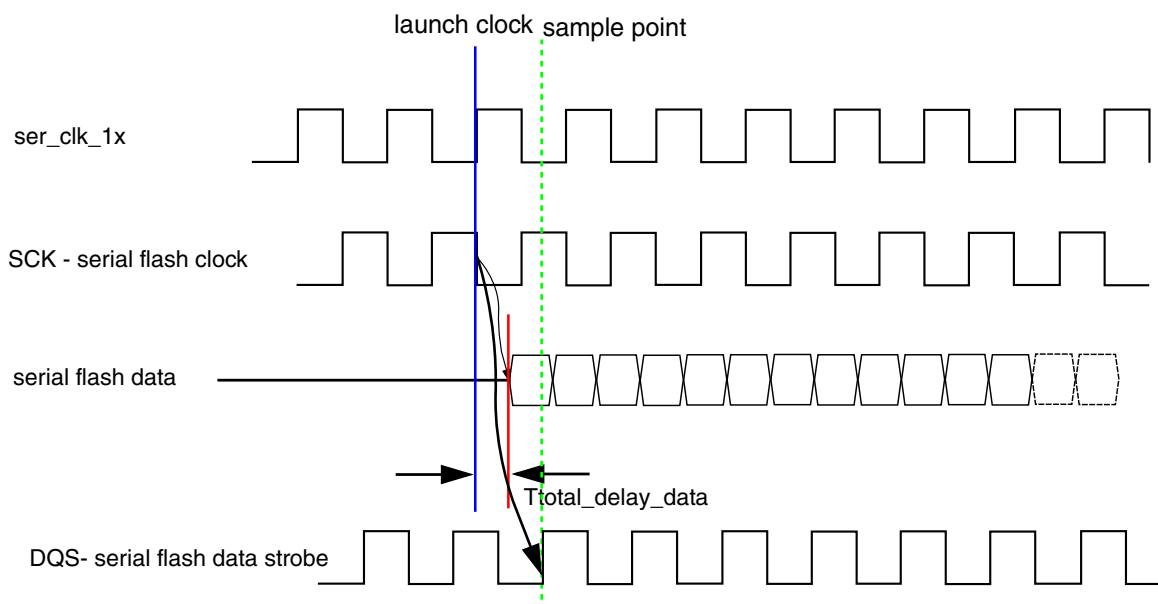 launch clock sample point
ser_clk_1x
SCK - serial flash clock
serial flash data
Ttotal_delay_data
DQS- serial flash data strobe